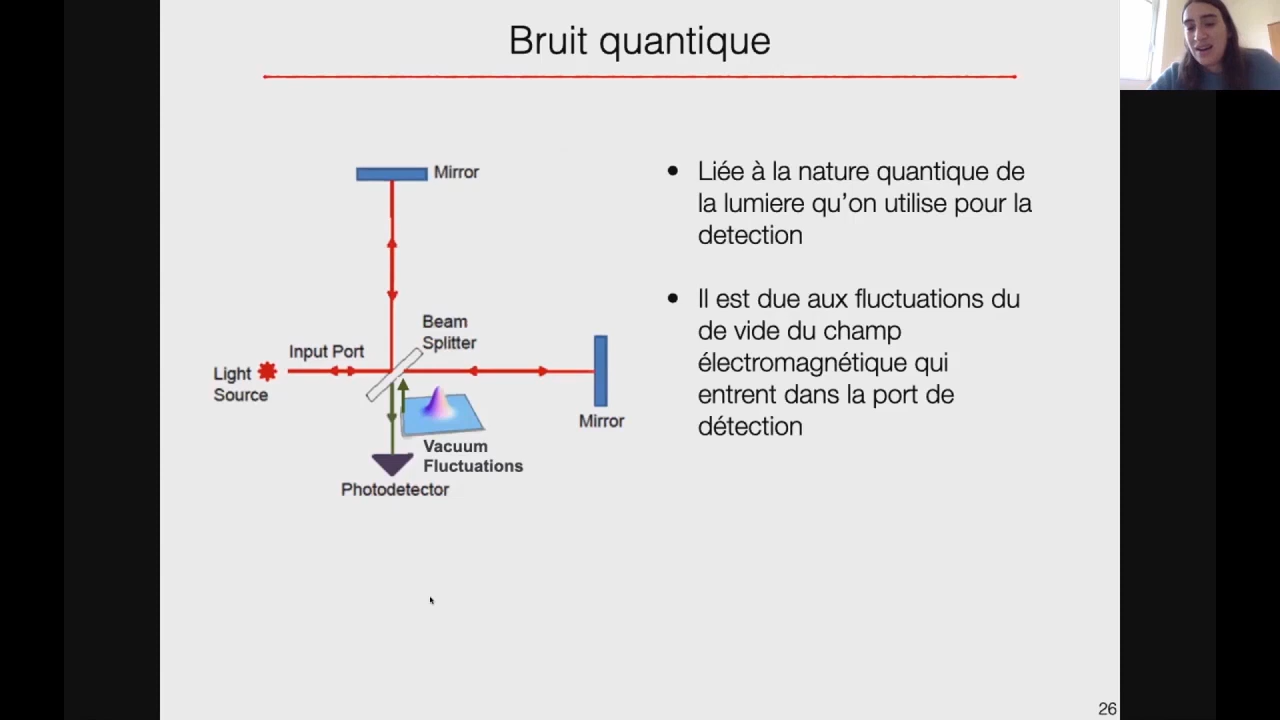 Bruit quantique
Mirror
Beam
Splitter
Input Port
Light
Source
Mirror
Vacuum
Fluctuations
Photodetector
• Liée à la nature quantique de
la lumiere qu’on utilise pour la
detection
• Il est due aux fluctuations du
de vide du champ
électromagnétique qui
entrent dans la port de
détection
26